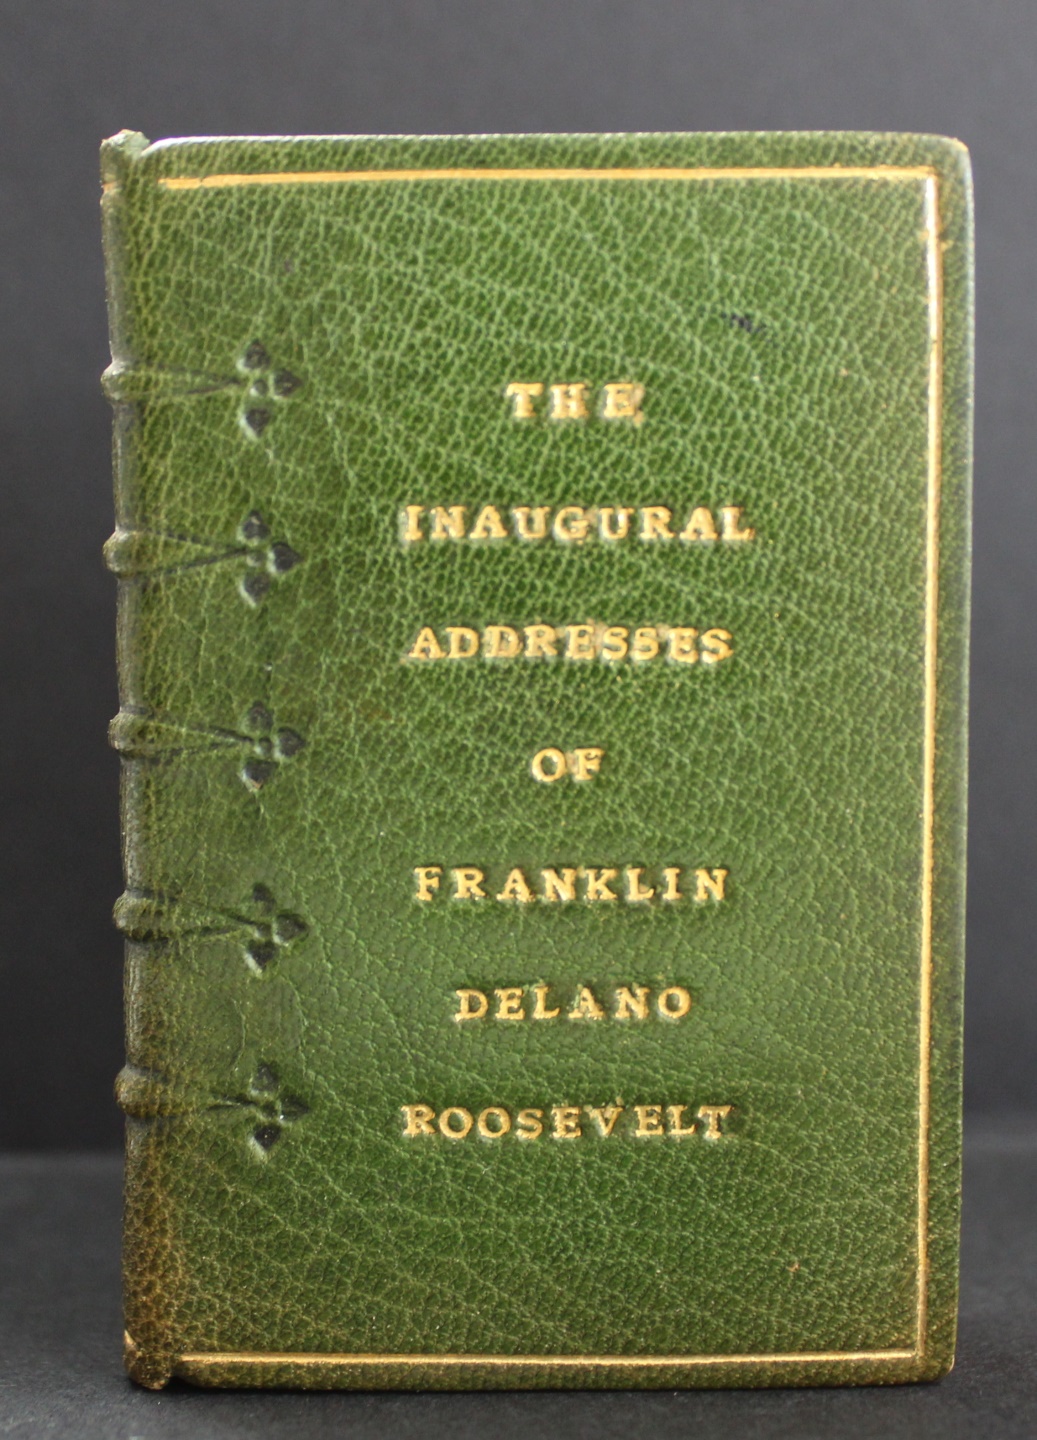 THE
INAUGURAL
ADDRESSES
OF
FRANKLIN
DELANO
ROOSEVELT